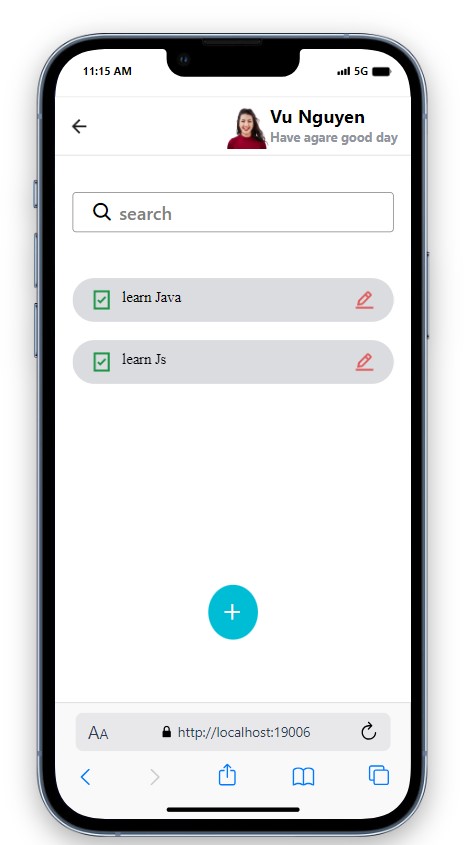 11:15 AM 5G
Vu Nguyen
Have agare good day
search
learn Java
learn Js
AA http://localhost:19006